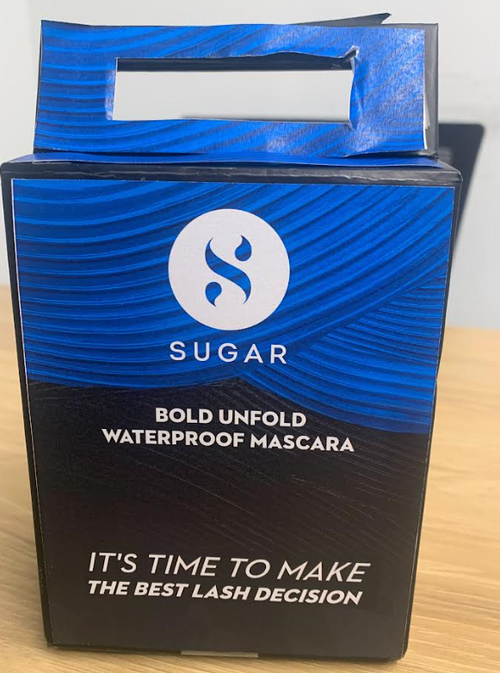 SUGAR
BOLD UNFOLD
WATERPROOF MASCARA
IT'S TIME TO MAKE
THE BEST LASH DECISION